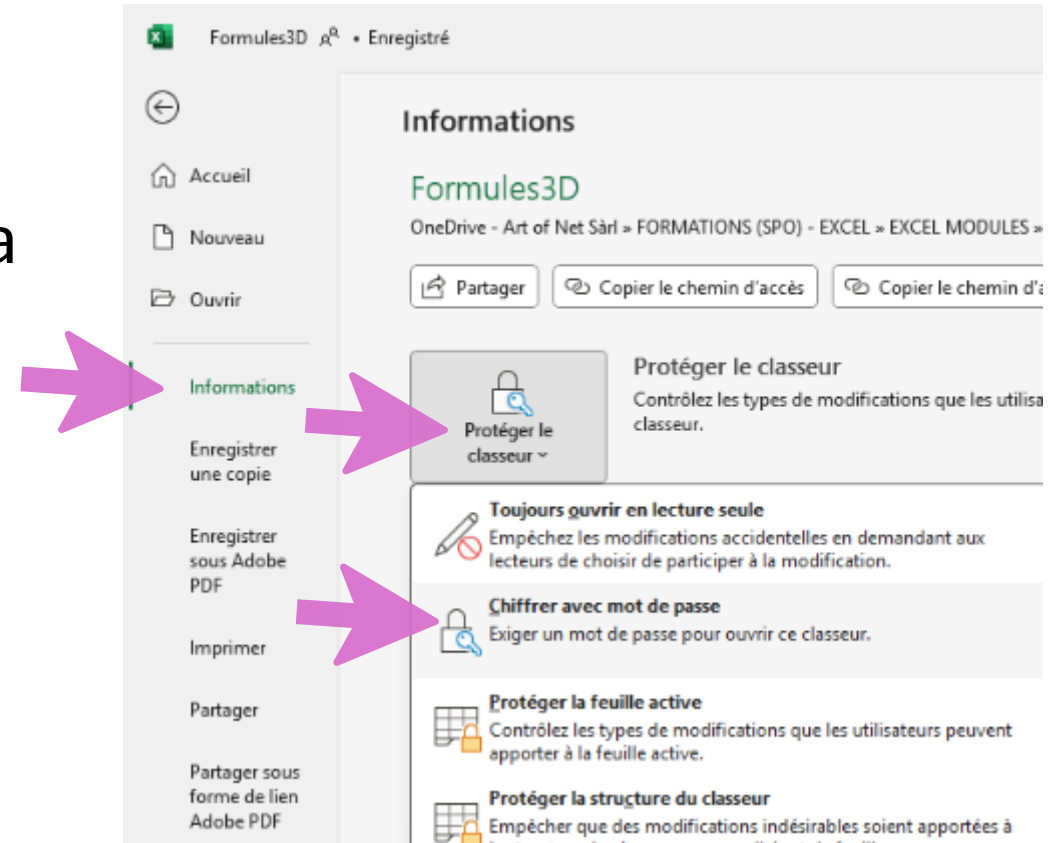 Formules3D • Enregistré
Informations
Accueil
Formules3D
a
Nouveau
OneDrive - Art of Net Sàrl » FORMATIONS (SPO) - EXCEL » EXCEL MODULES »
Ouvrir
Partager
Copier le chemin d'accès
Copier le chemin d'a
Informations
Protéger le
classeur
Protéger le classeur
Contrôlez les types de modifications que les utilisa
classeur.
Enregistrer
une copie
Enregistrer
sous Adobe
PDF
Imprimer
Partager
Partager sous
forme de lien
Adobe PDF
Toujours ouvrir en lecture seule
Empêchez les modifications accidentelles en demandant aux
lecteurs de choisir de participer à la modification.
Chiffrer avec mot de passe
Exiger un mot de passe pour ouvrir ce classeur.
Protéger la feuille active
Contrôlez les types de modifications que les utilisateurs peuvent
apporter à la feuille active.
Protéger la structure du classeur
Empêcher que des modifications indésirables soient apportées à